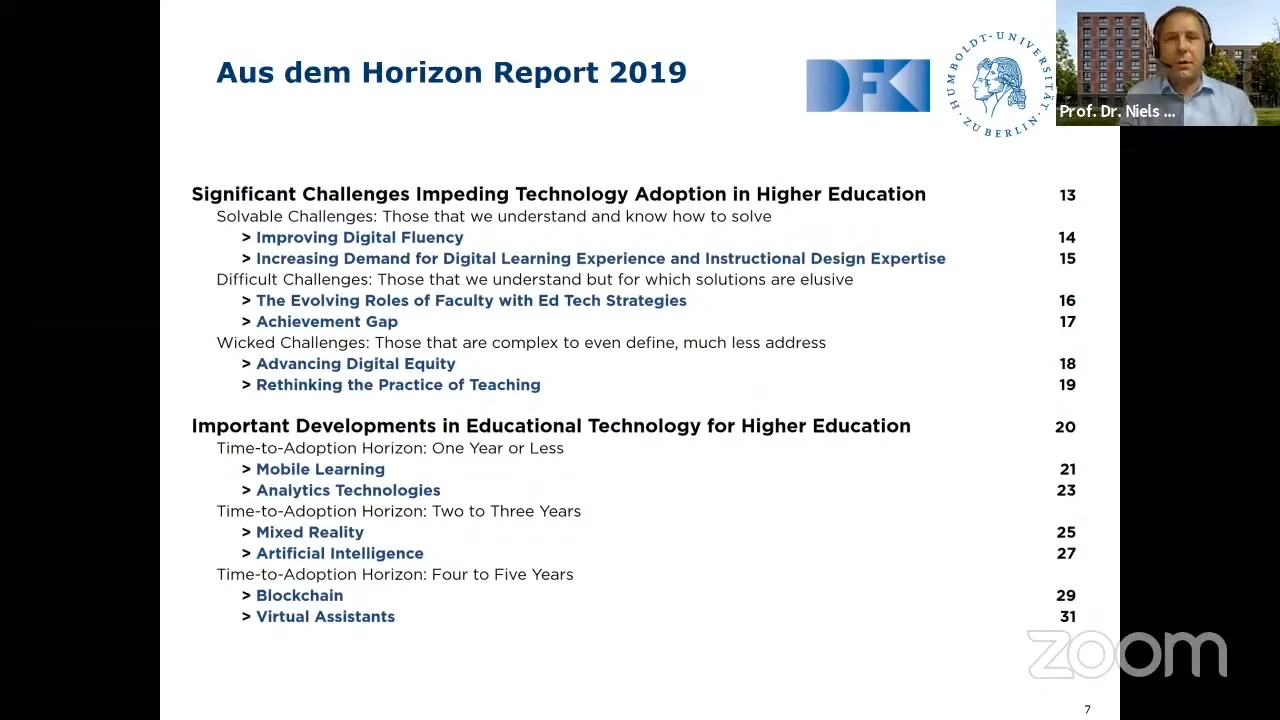 Aus dem Horizon Report 2019
DFKI
HUMBOLDT-UNIVERSITÄT
ZU BERLIN
Prof. Dr. Niels ...
Significant Challenges Impeding Technology Adoption in Higher Education 13
Solvable Challenges: Those that we understand and know how to solve
> Improving Digital Fluency 14
> Increasing Demand for Digital Learning Experience and Instructional Design Expertise 15
Difficult Challenges: Those that we understand but for which solutions are elusive
> The Evolving Roles of Faculty with Ed Tech Strategies 16
> Achievement Gap 17
Wicked Challenges: Those that are complex to even define, much less address
> Advancing Digital Equity 18
> Rethinking the Practice of Teaching 19
Important Developments in Educational Technology for Higher Education 20
Time-to-Adoption Horizon: One Year or Less
> Mobile Learning 21
> Analytics Technologies 23
Time-to-Adoption Horizon: Two to Three Years
> Mixed Reality 25
> Artificial Intelligence 27
Time-to-Adoption Horizon: Four to Five Years
> Blockchain 29
> Virtual Assistants 31
zoom
7